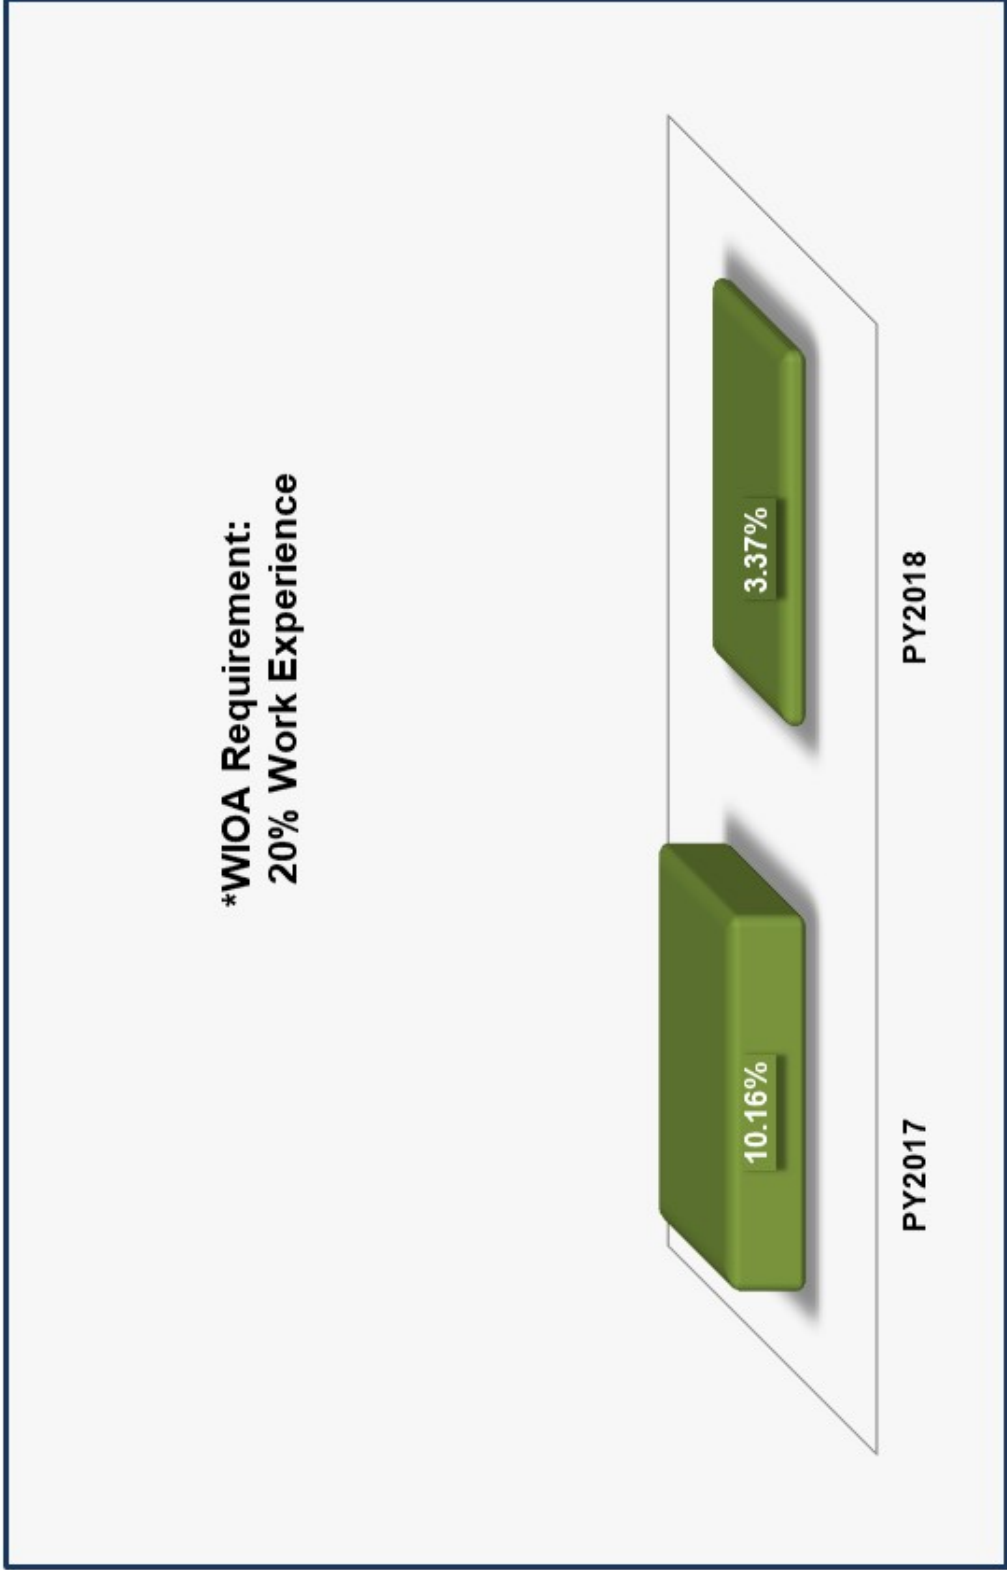 *WIOA Requirement:
20% Work Experience
10.16%
3.37%
PY2017
PY2018